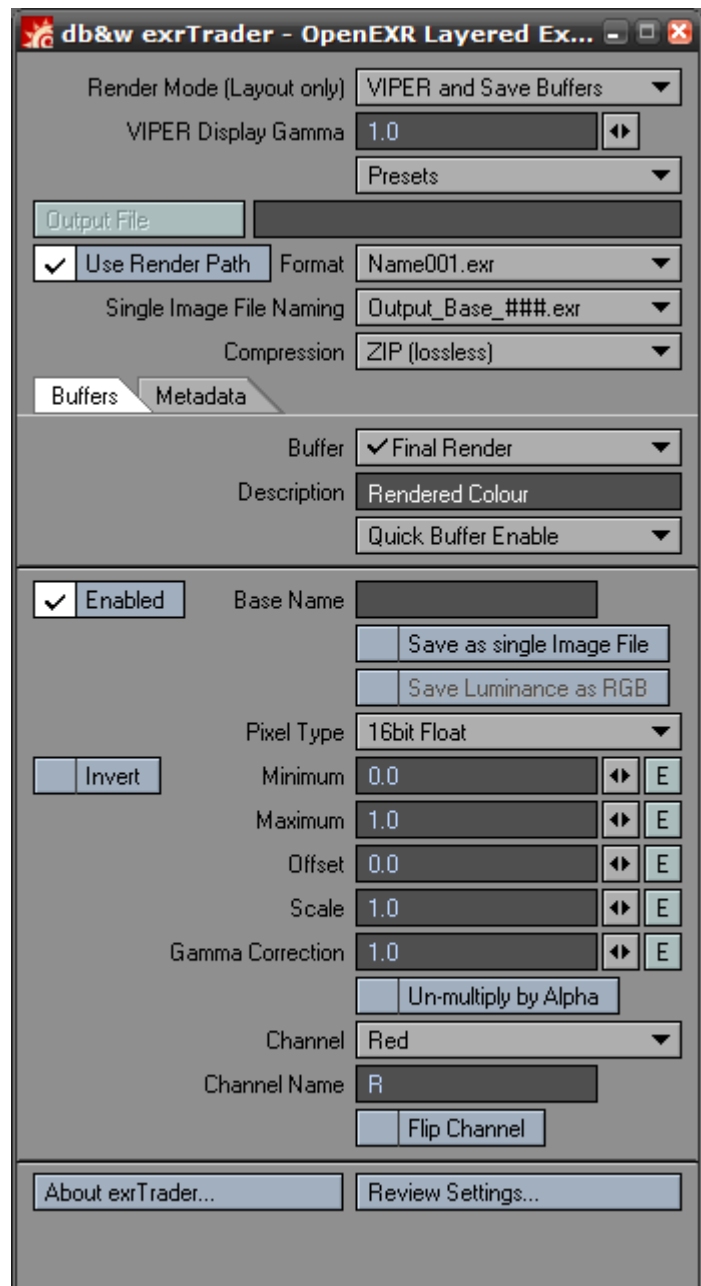 db&w exrTrader - OpenEXR Layered Ex...
Render Mode (Layout only) VIPER and Save Buffers
VIPER Display Gamma 1.0
Presets
Output File
Use Render Path Format Name001.exr
Single Image File Naming Output_Base_###.exr
Compression ZIP (lossless)
Buffers Metadata
Buffer Final Render
Description Rendered Colour
Quick Buffer Enable
Enabled Base Name
Save as single Image File
Save Luminance as RGB
Pixel Type 16bit Float
Invert Minimum 0.0 E
Maximum 1.0 E
Offset 0.0 E
Scale 1.0 E
Gamma Correction 1.0 E
Un-multiply by Alpha
Channel Red
Channel Name R
Flip Channel
About exrTrader... Review Settings...